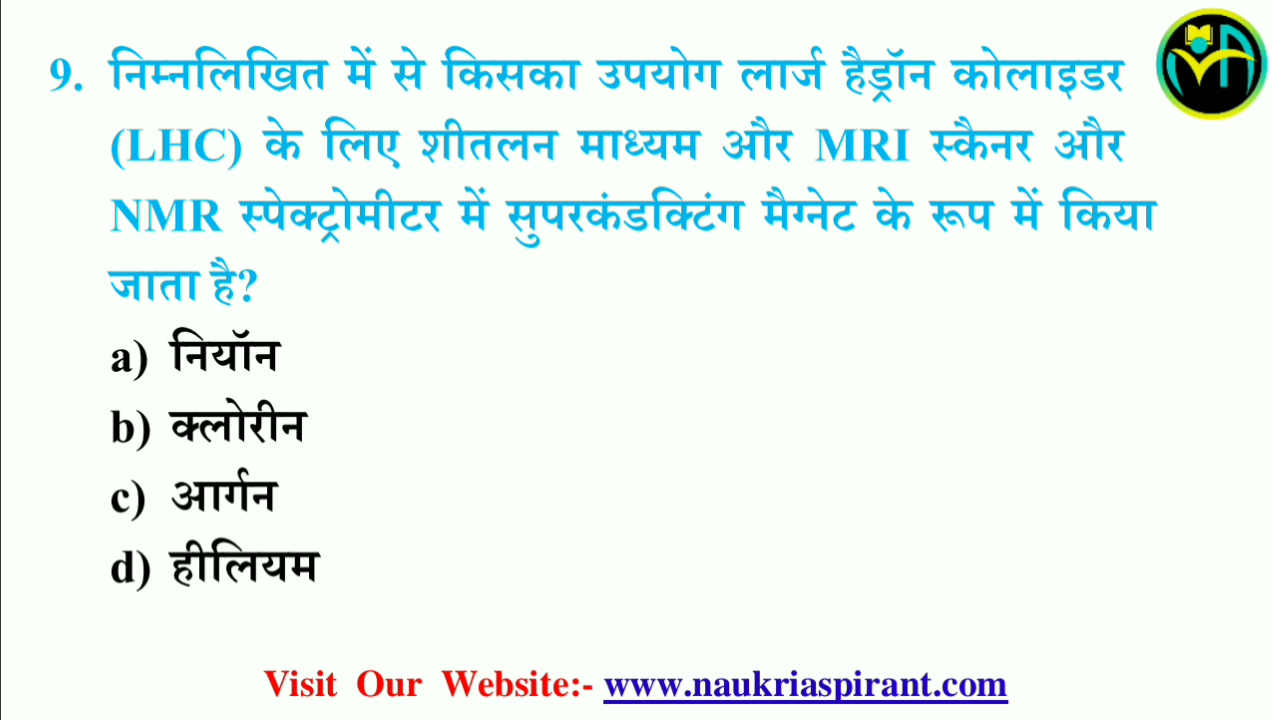 9. निम्नलिखित में से किसका उपयोग लार्ज हैड्रॉन कोलाइडर
(LHC) के लिए शीतलन माध्यम और MRI स्कैनर और
NMR स्पेक्ट्रोमीटर में सुपरकंडक्टिंग मैग्नेट के रूप में किया
जाता है?
a) नियॉन
b) क्लोरीन
c) आर्गन
d) हीलियम
Visit Our Website:- www.naukriaspirant.com